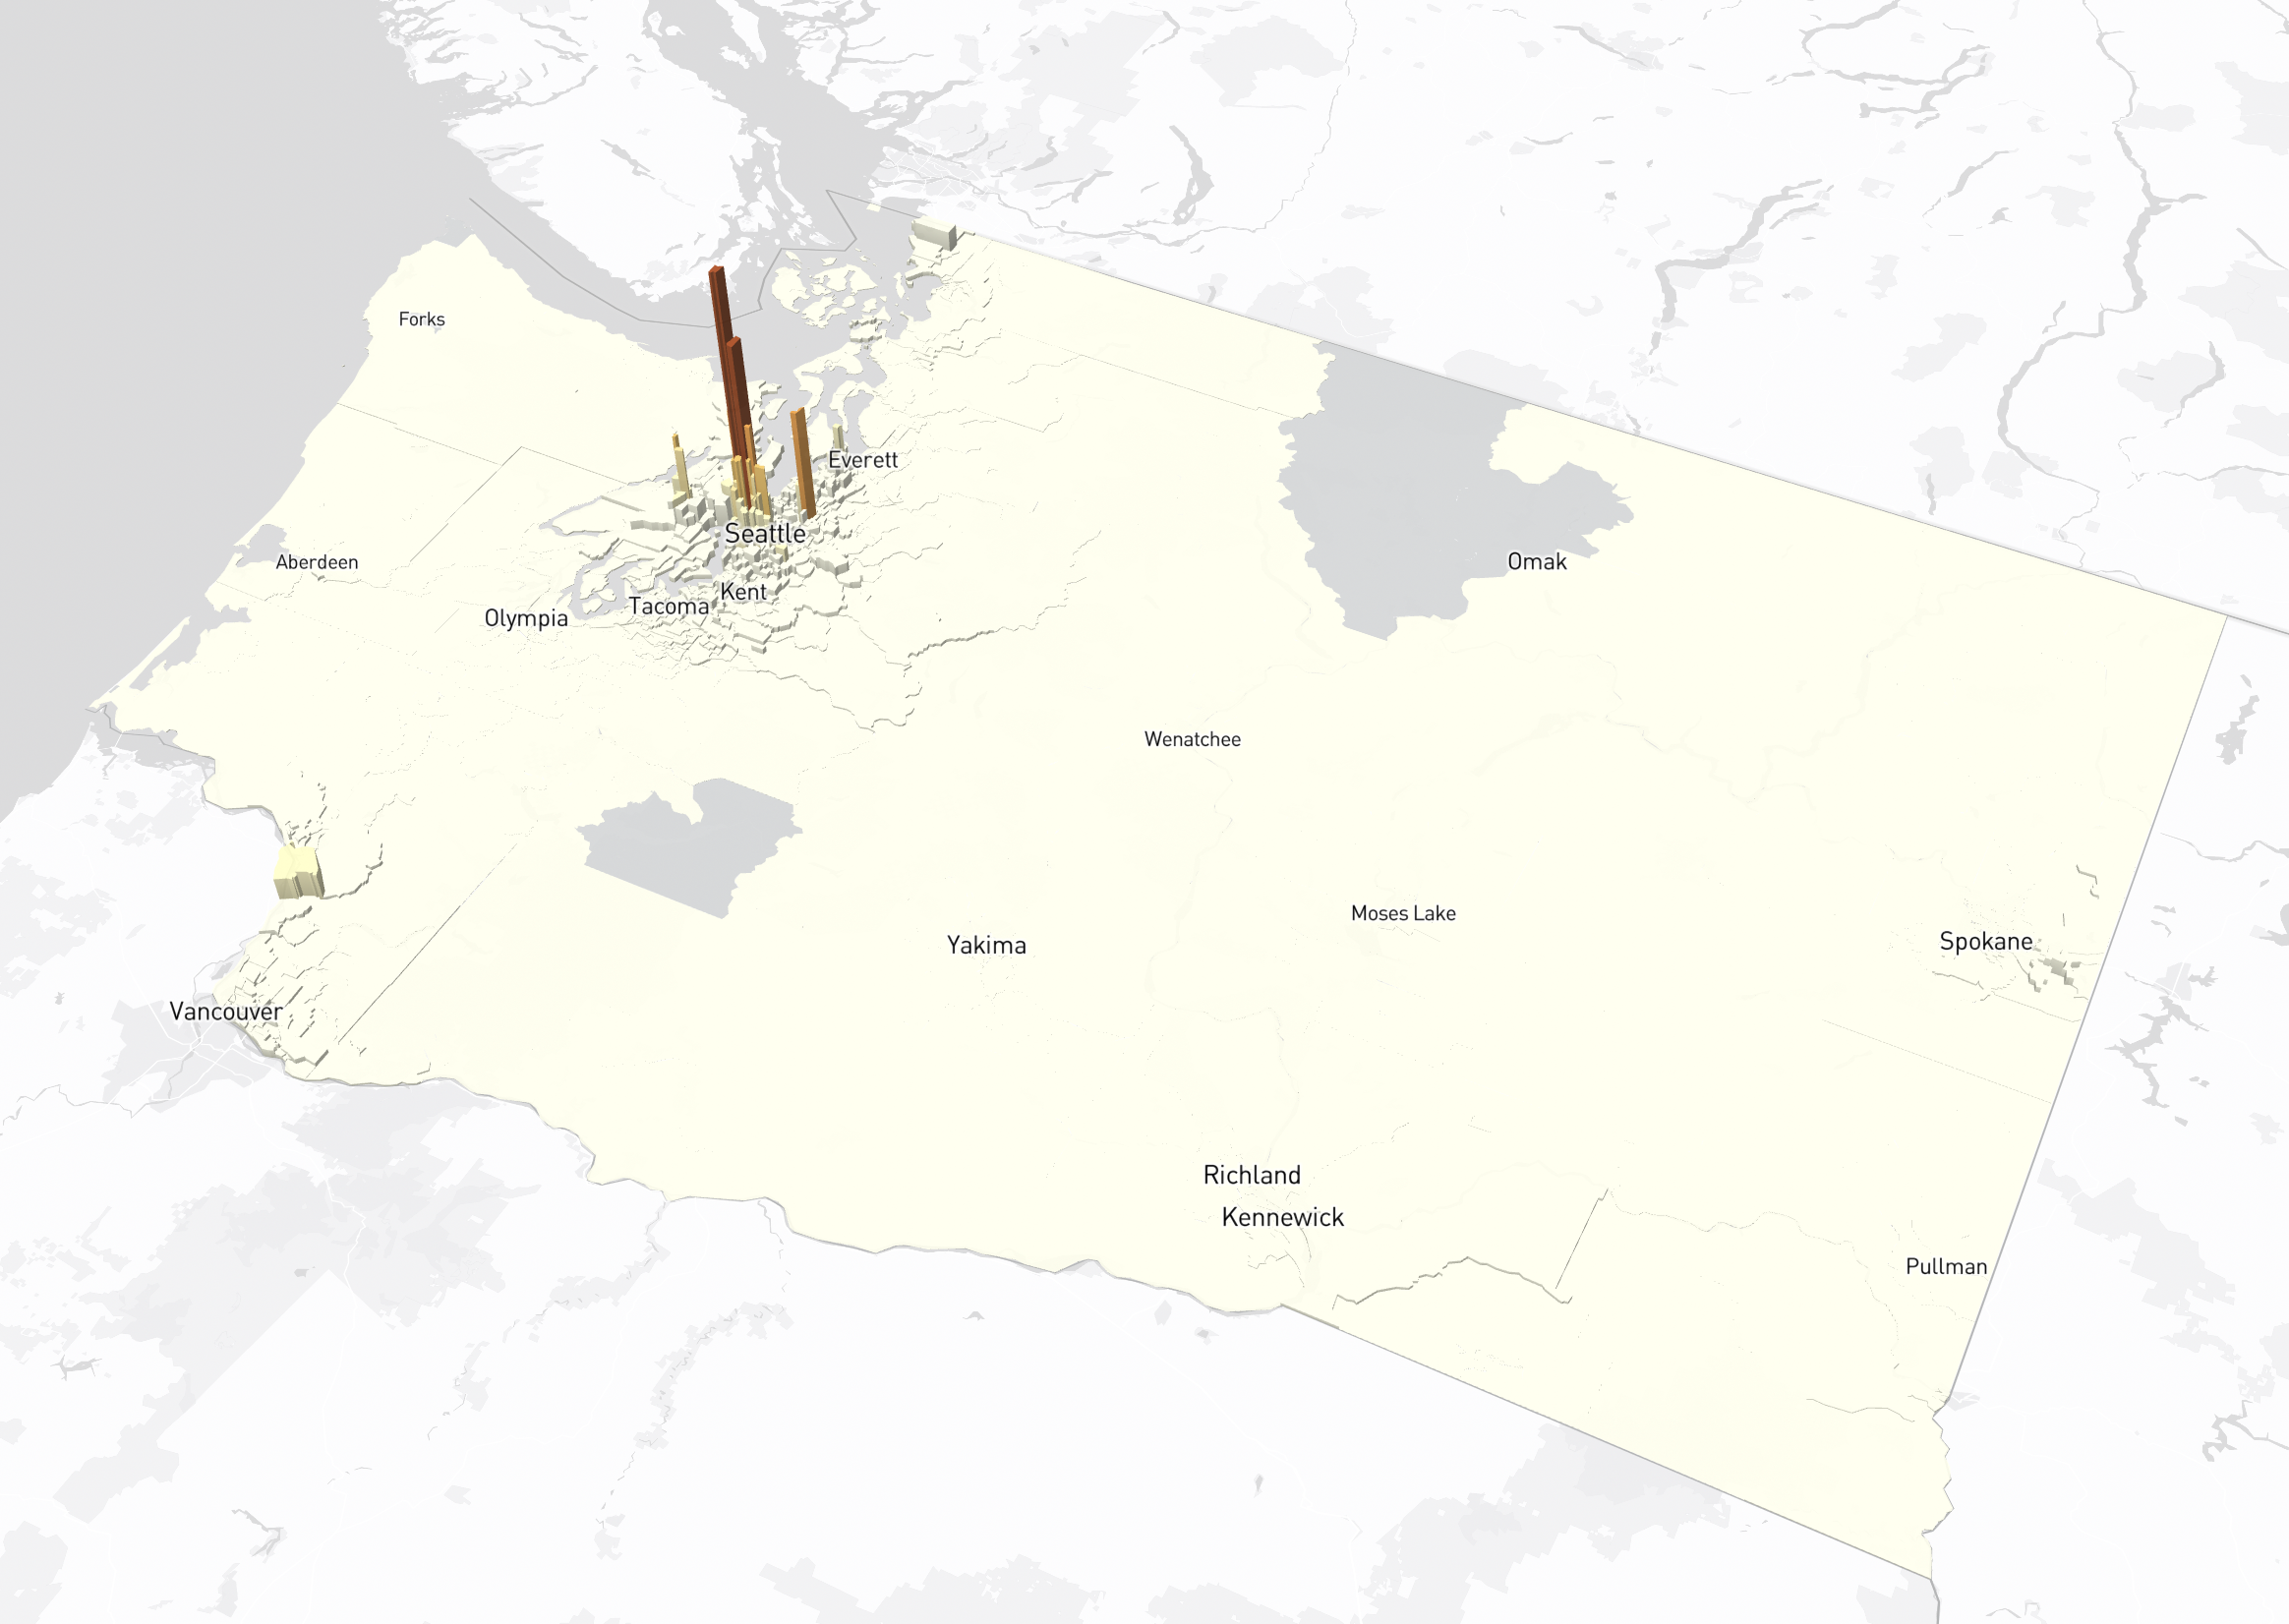 Forks
Everett
Seattle
Aberdeen
Omak
Kent
Tacoma
Olympia
Wenatchee
Moses Lake
Spokane
Yakima
Vancouver
Richland
Kennewick
Pullman